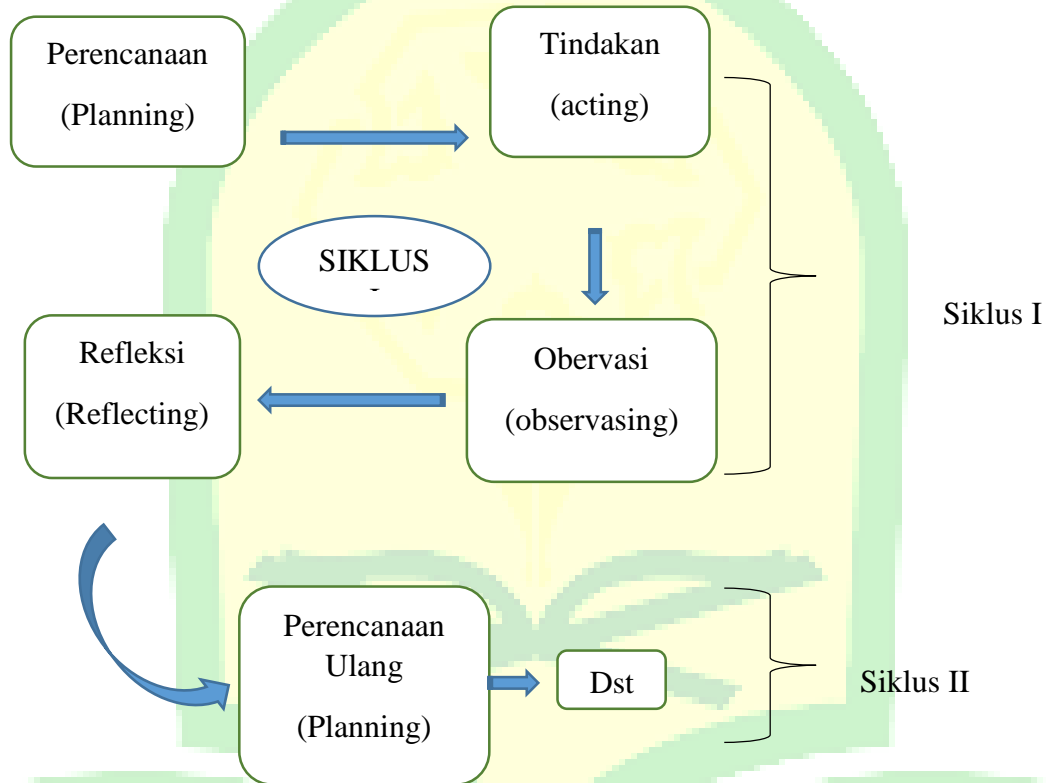 Perencanaan
(Planning)
Tindakan
(acting)
SIKLUS
Siklus I
Refleksi
(Reflecting)
Obervasi
(observasing)
Perencanaan
Ulang
(Planning)
Dst
Siklus II